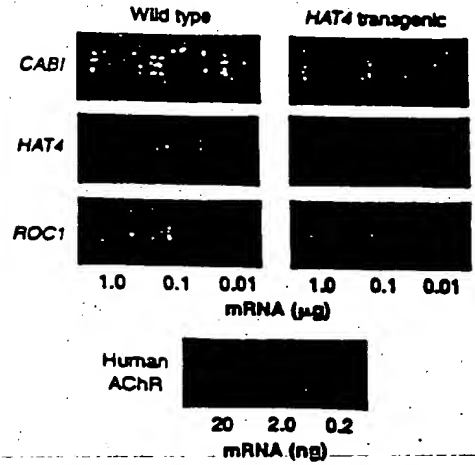 Wild type HAT4 transgenic
CABI
HAT4
ROC1
1.0 0.1 0.01 1.0 0.1 0.01
mRNA (μg)
Human
AChR
20 2.0 0.2
mRNA (ng)